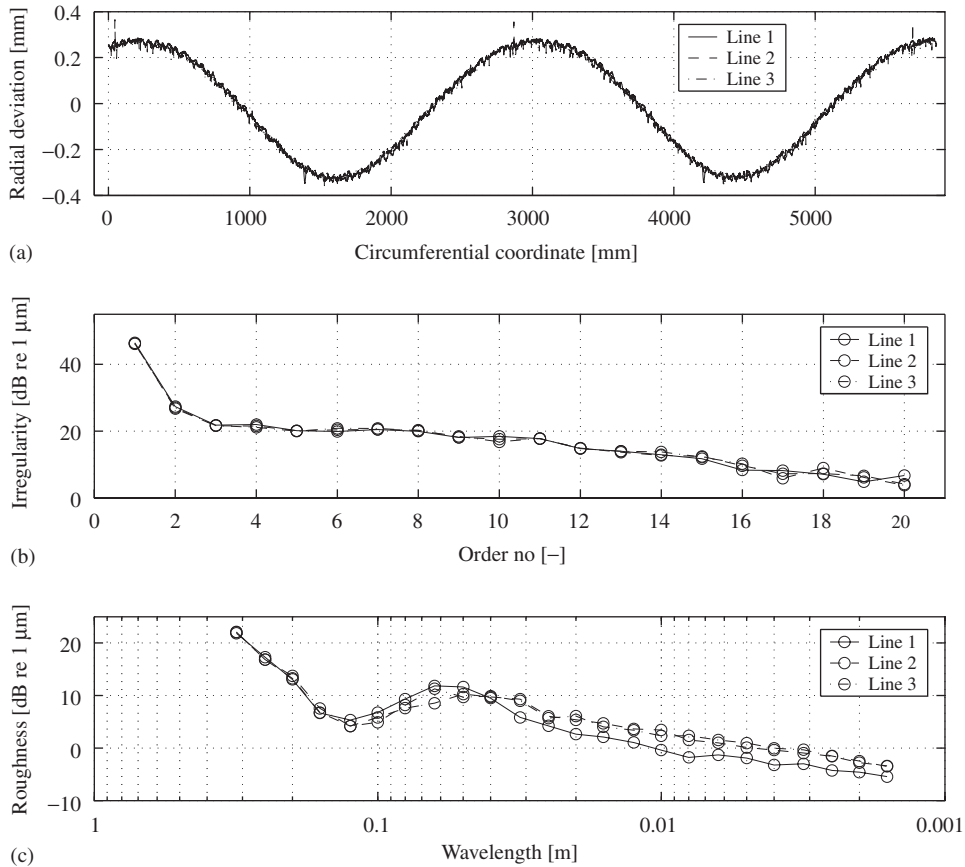 Radial deviation [mm]
0.4
0.2
0
−0.2
−0.4
Line 1
Line 2
Line 3
0
1000
2000
3000
4000
5000
(a)
Circumferential coordinate [mm]
Irregularity [dB re 1 μm]
40
20
0
Line 1
Line 2
Line 3
0
2
4
6
8
10
12
14
16
18
20
(b)
Order no [−]
Roughness [dB re 1 μm]
20
10
0
−10
Line 1
Line 2
Line 3
1
0.1
0.01
0.001
(c)
Wavelength [m]